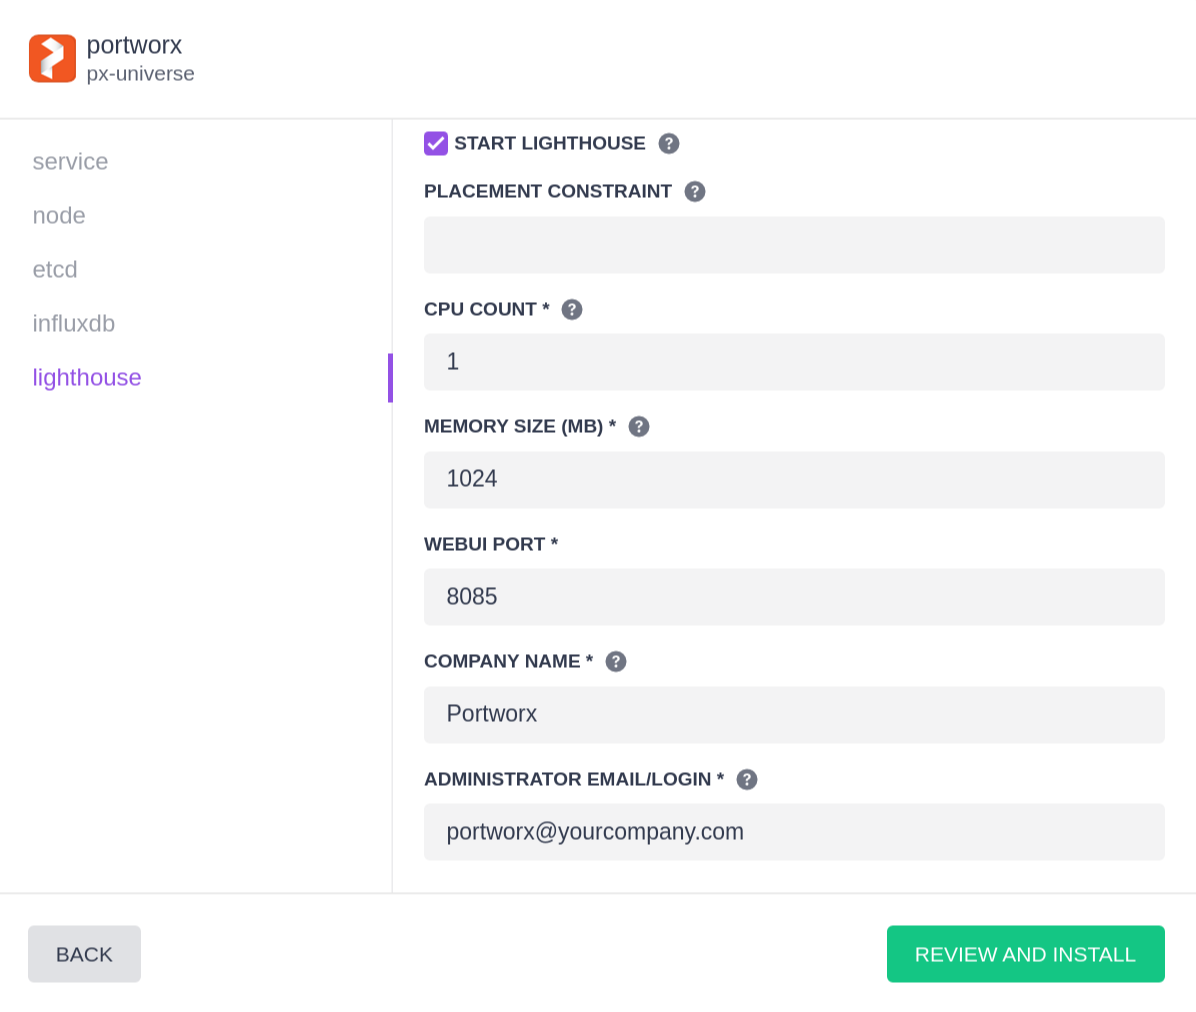 portworx
px-universe
service
node
etcd
influxdb
lighthouse
START LIGHTHOUSE ?
PLACEMENT CONSTRAINT ?
CPU COUNT * ?
1
MEMORY SIZE (MB) * ?
1024
WEBUI PORT *
8085
COMPANY NAME * ?
Portworx
ADMINISTRATOR EMAIL/LOGIN * ?
portworx@yourcompany.com
BACK
REVIEW AND INSTALL